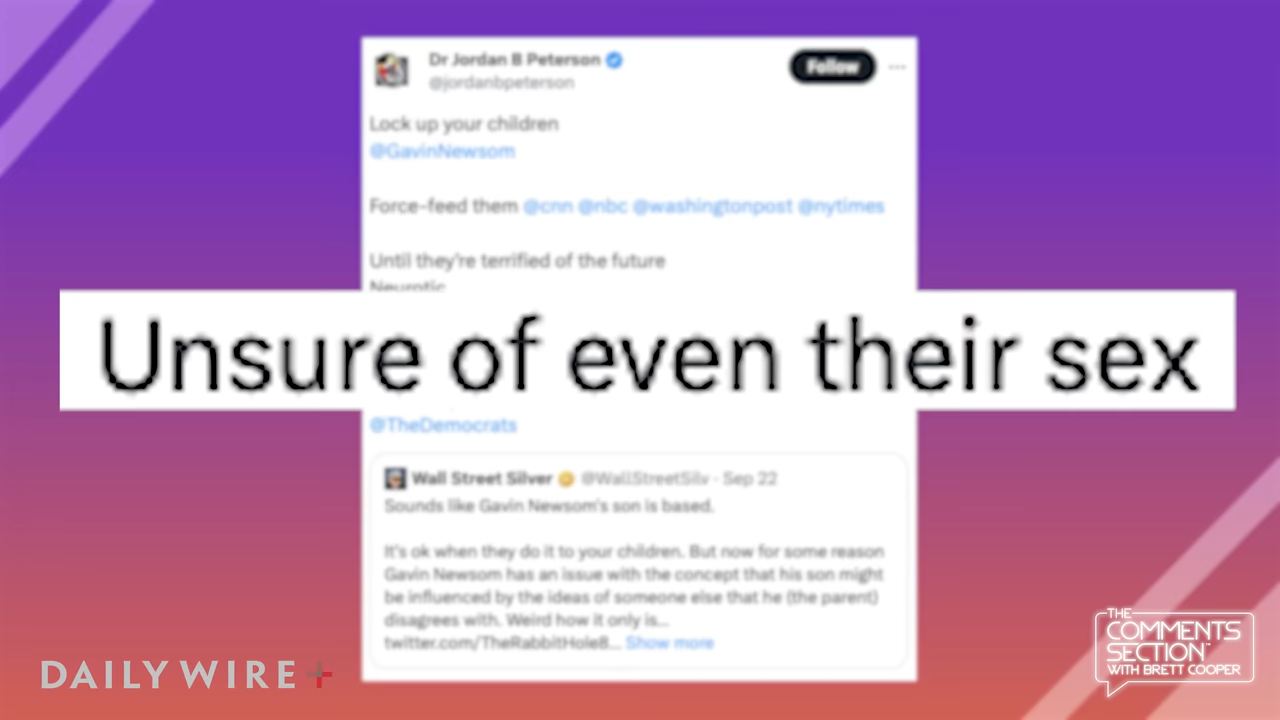 Dr Jordan B Peterson
Follow
@jordanbpeterson
Lock up your children
@GavinNewsom
Force-feed them @cnn @nbc @washingtonpost @nytimes
Until they're terrified of the future
Neurotic
Unsure of even their sex
@TheDemocrats
Wall Street Silver @WallStreetSilv · Sep 22
Sounds like Gavin Newsom's son is based.
It's ok when they do it to your children. But now for some reason
Gavin Newsom has an issue with the concept that his son might
be influenced by the ideas of someone else that he (the parent)
disagrees with. Weird how it only is...
twitter.com/TheRabbitHole8... Show more
DAILY WIRE +
THE
COMMENTS
SECTION™
WITH BRETT COOPER